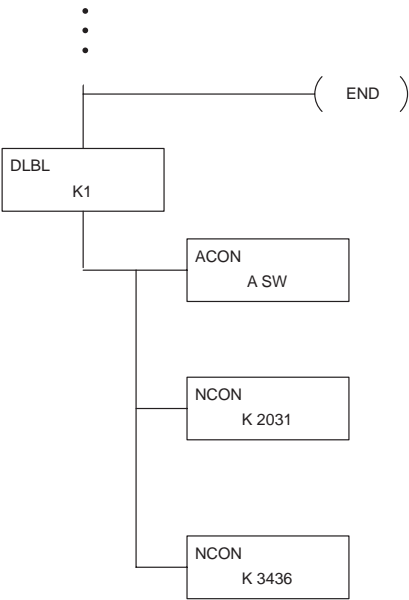 END
DLBL
K1
ACON
A SW
NCON
K 2031
NCON
K 3436